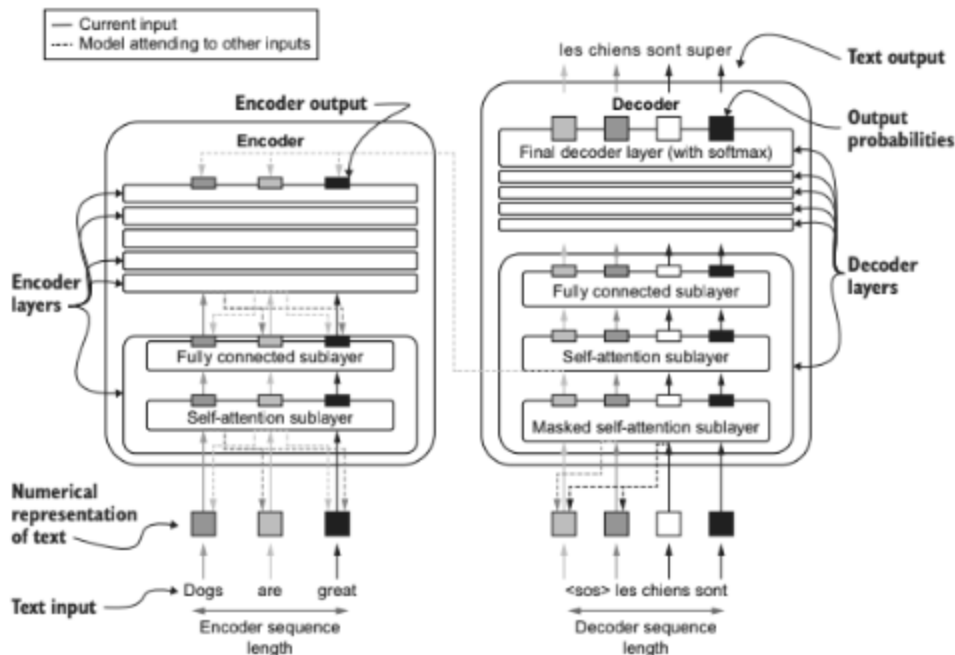 Current input
Model attending to other inputs
Encoder output
Encoder
Encoder
layers
Fully connected sublayer
Self-attention sublayer
Numerical
representation
of text
Text input
Dogs are great
Encoder sequence
length
les chiens sont super
Text output
Decoder
Output
probabilities
Final decoder layer (with softmax)
Decoder
layers
Fully connected sublayer
Self-attention sublayer
Masked self-attention sublayer
<sos> les chiens sont
Decoder sequence
length